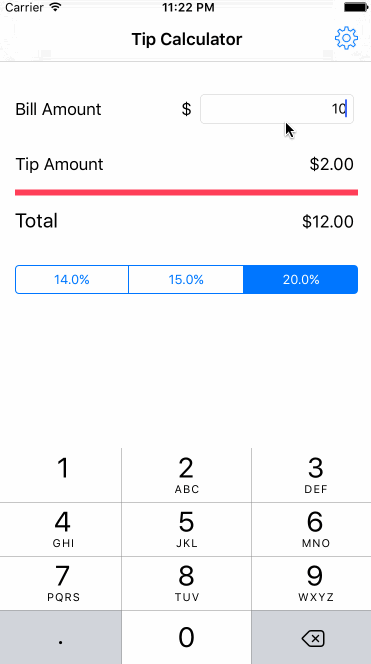 Carrier 11:22 PM
Tip Calculator
Bill Amount $ 10
Tip Amount $2.00
Total $12.00
14.0% 15.0% 20.0%
1 2 3
ABC DEF
4 5 6
GHI JKL MNO
7 8 9
PQRS TUV WXYZ
. 0